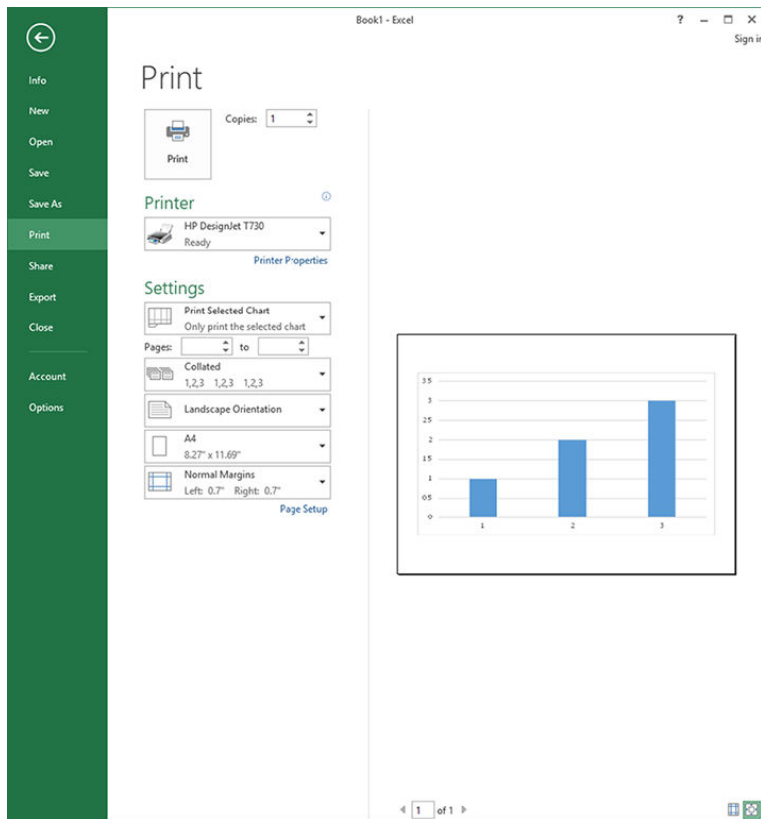 Book1 - Excel
?
Sign in
Info
New
Open
Save
Save As
Print
Share
Export
Close
Account
Options
Print
Copies: 1
Print
Printer
HP DesignJet T730
Ready
Printer Properties
Settings
Print Selected Chart
Only print the selected chart
Pages: to
Collated
1,2,3 1,2,3 1,2,3
Landscape Orientation
A4
8.27" x 11.69"
Normal Margins
Left: 0.7" Right: 0.7"
Page Setup
3.5
3
2.5
2
1.5
1
0.5
0
1 2 3
1 of 1